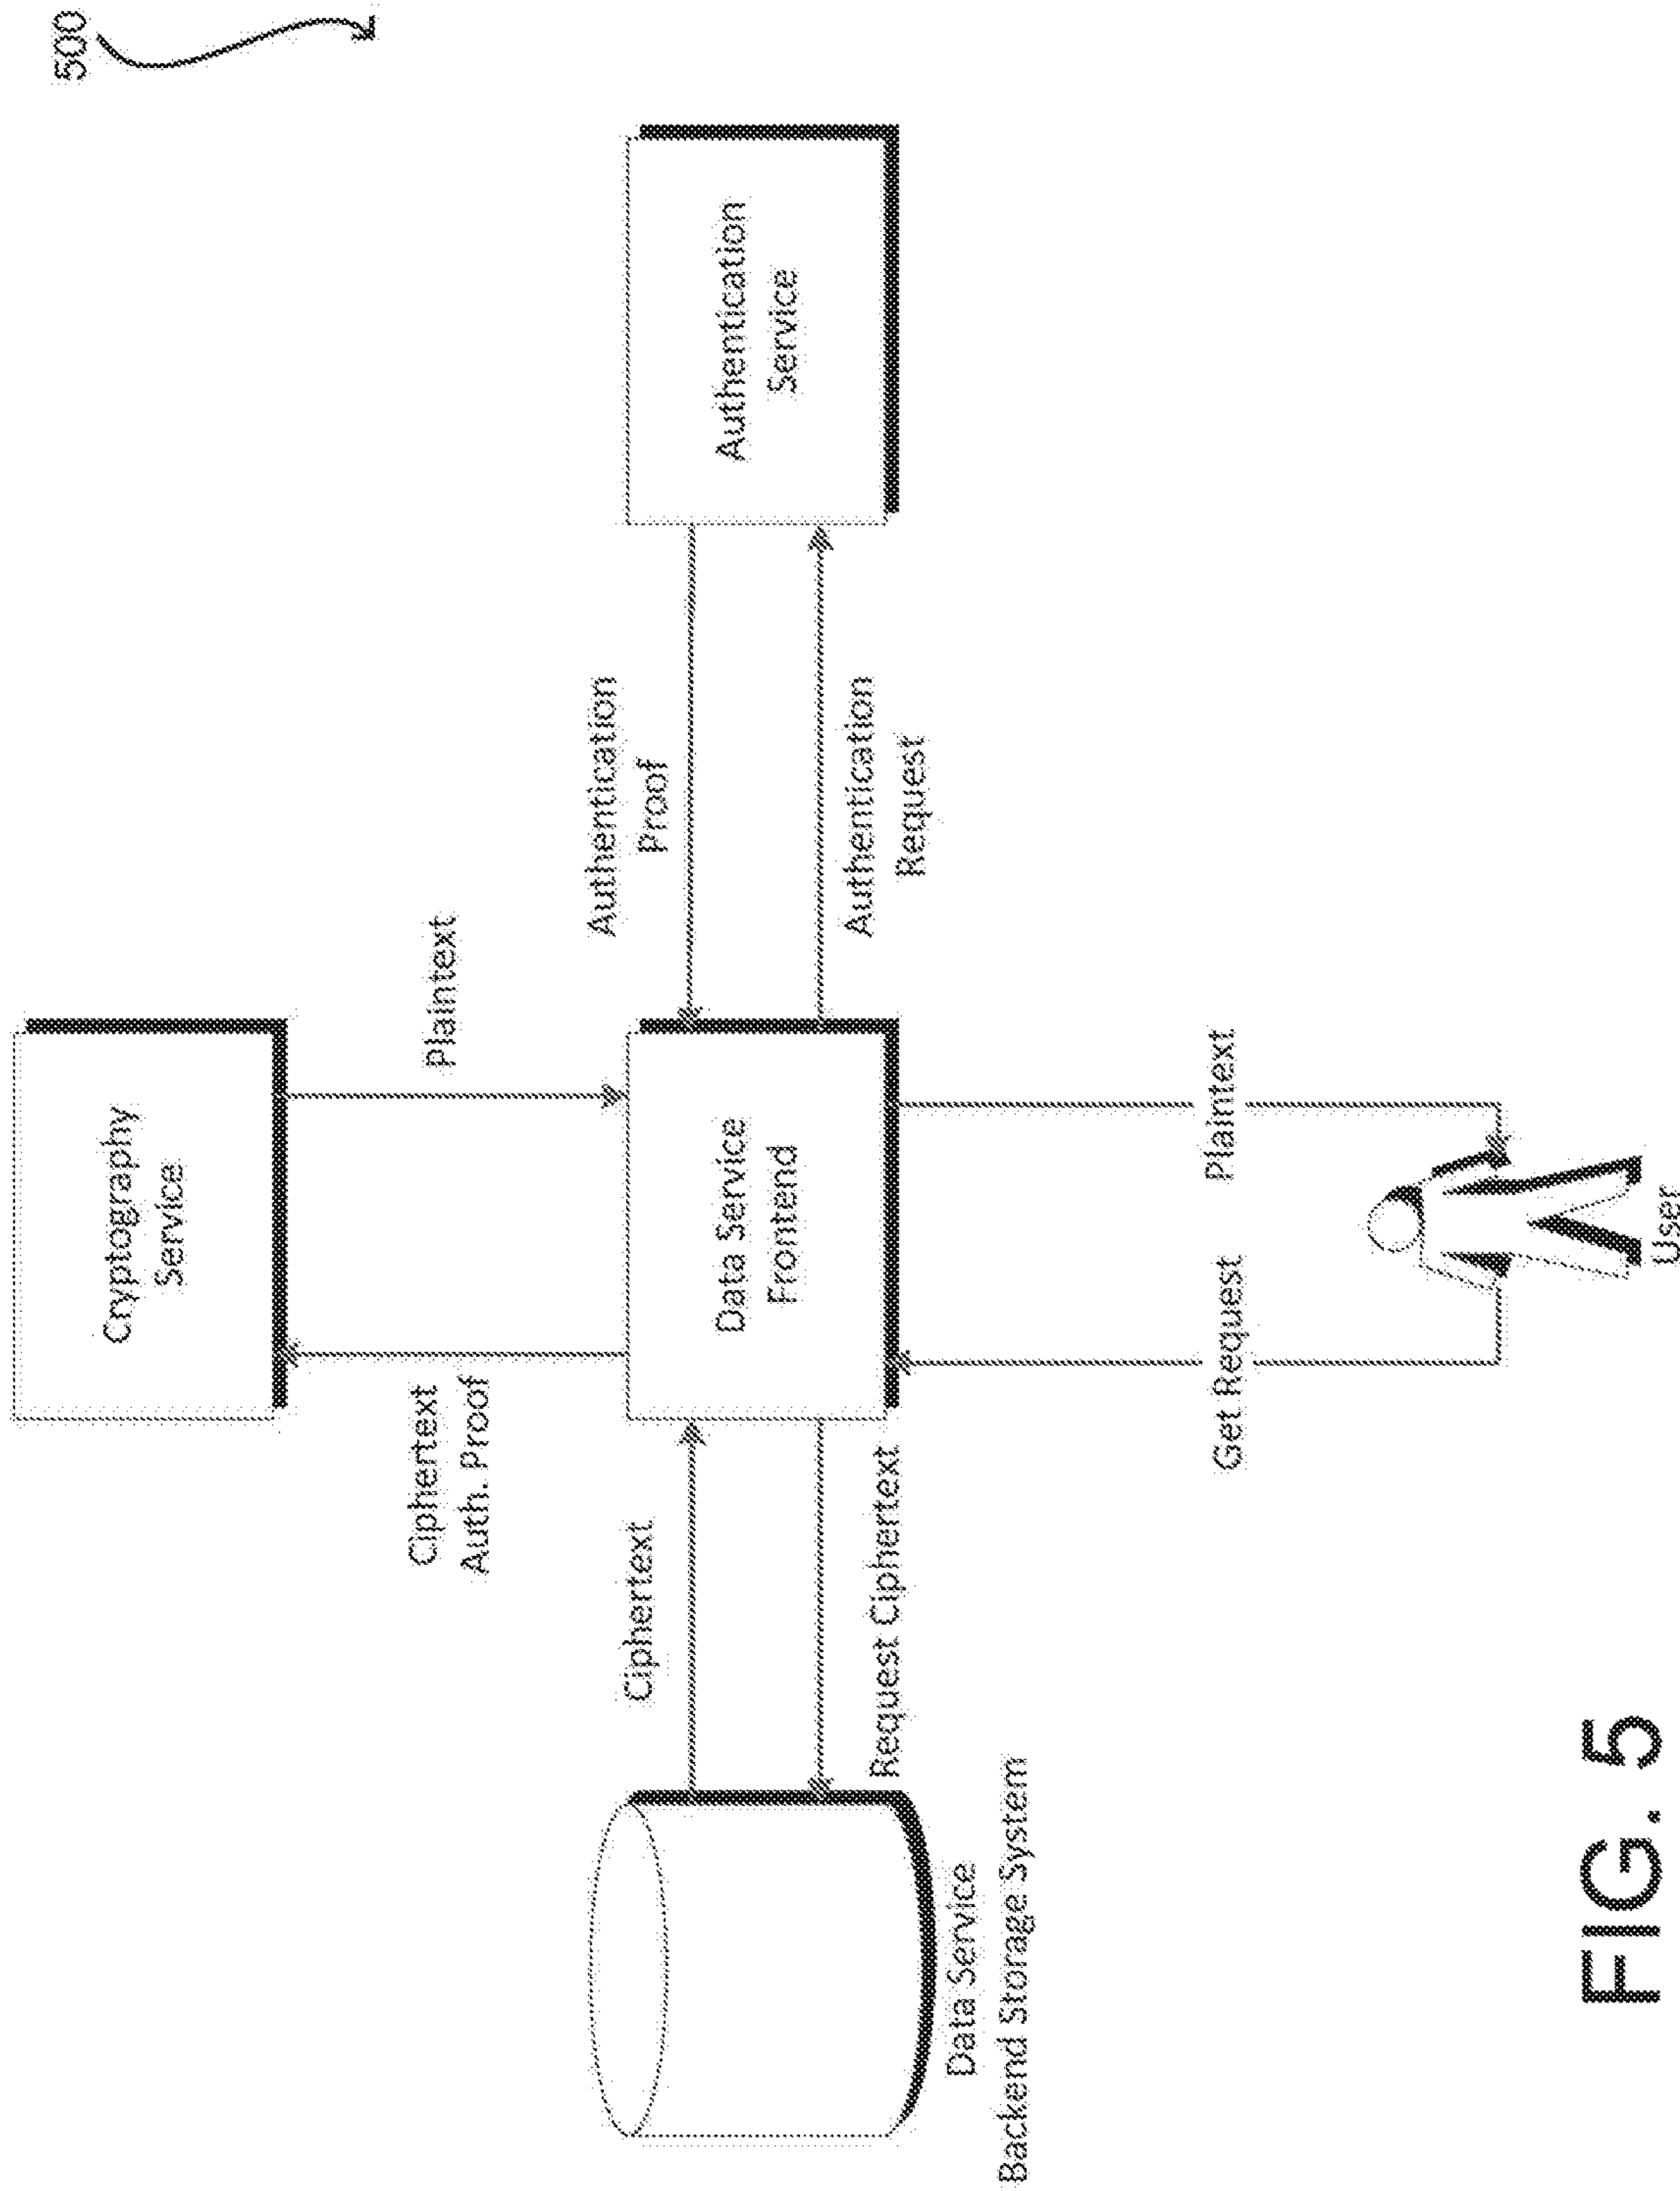 500
Cryptography
Service
Ciphertext
Auth. Proof
Plaintext
Ciphertext
Request Ciphertext
Data Service
Frontend
Authentication
Proof
Authentication
Request
Authentication
Service
Data Service
Backend Storage System
Get Request
Plaintext
User
FIG. 5